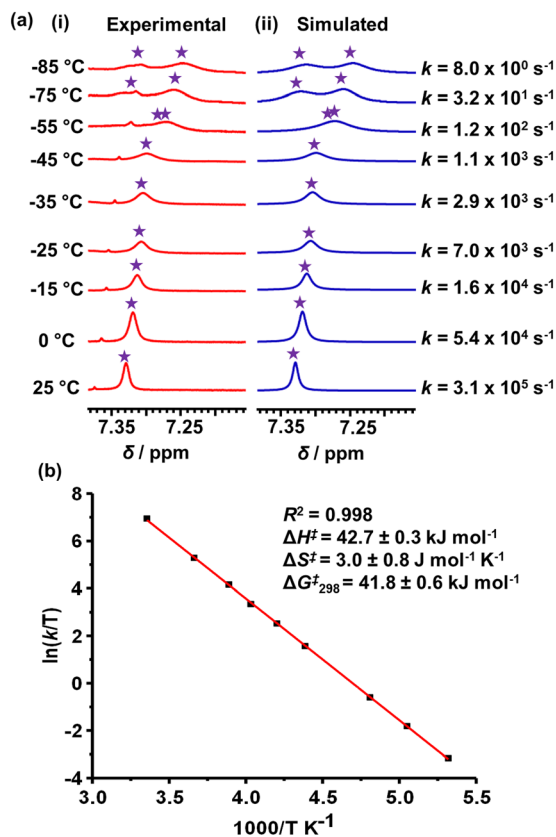 (a) (i) Experimental (ii) Simulated
-85 °C k = 8.0 x 10⁰ s⁻¹
-75 °C k = 3.2 x 10¹ s⁻¹
-55 °C k = 1.2 x 10² s⁻¹
-45 °C k = 1.1 x 10³ s⁻¹
-35 °C k = 2.9 x 10³ s⁻¹
-25 °C k = 7.0 x 10³ s⁻¹
-15 °C k = 1.6 x 10⁴ s⁻¹
0 °C k = 5.4 x 10⁴ s⁻¹
25 °C k = 3.1 x 10⁵ s⁻¹
7.35 7.25 7.35 7.25
δ / ppm δ / ppm
(b)
R² = 0.998
ΔH‡ = 42.7 ± 0.3 kJ mol⁻¹
ΔS‡ = 3.0 ± 0.8 J mol⁻¹ K⁻¹
ΔG‡₂₉₈ = 41.8 ± 0.6 kJ mol⁻¹
ln(k/T)
8
6
4
2
0
-2
-4
3.0 3.5 4.0 4.5 5.0 5.5
1000/T K⁻¹